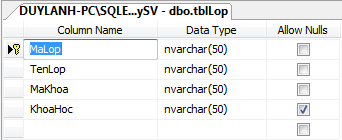 DUYLANH-PC\SQLE...ySV - dbo.tblLop
Column Name Data Type Allow Nulls
MaLop nvarchar(50)
TenLop nvarchar(50)
MaKhoa nvarchar(50)
KhoaHoc nvarchar(50)